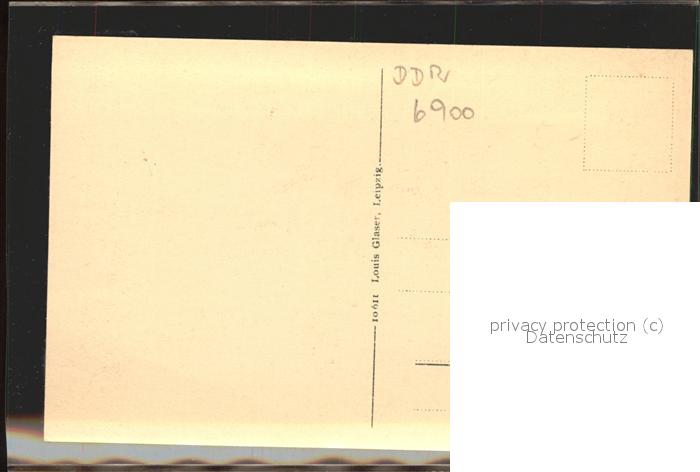 DDR
6900
10611 Louis Glaser, Leipzig.
privacy protection (c)
Datenschutz